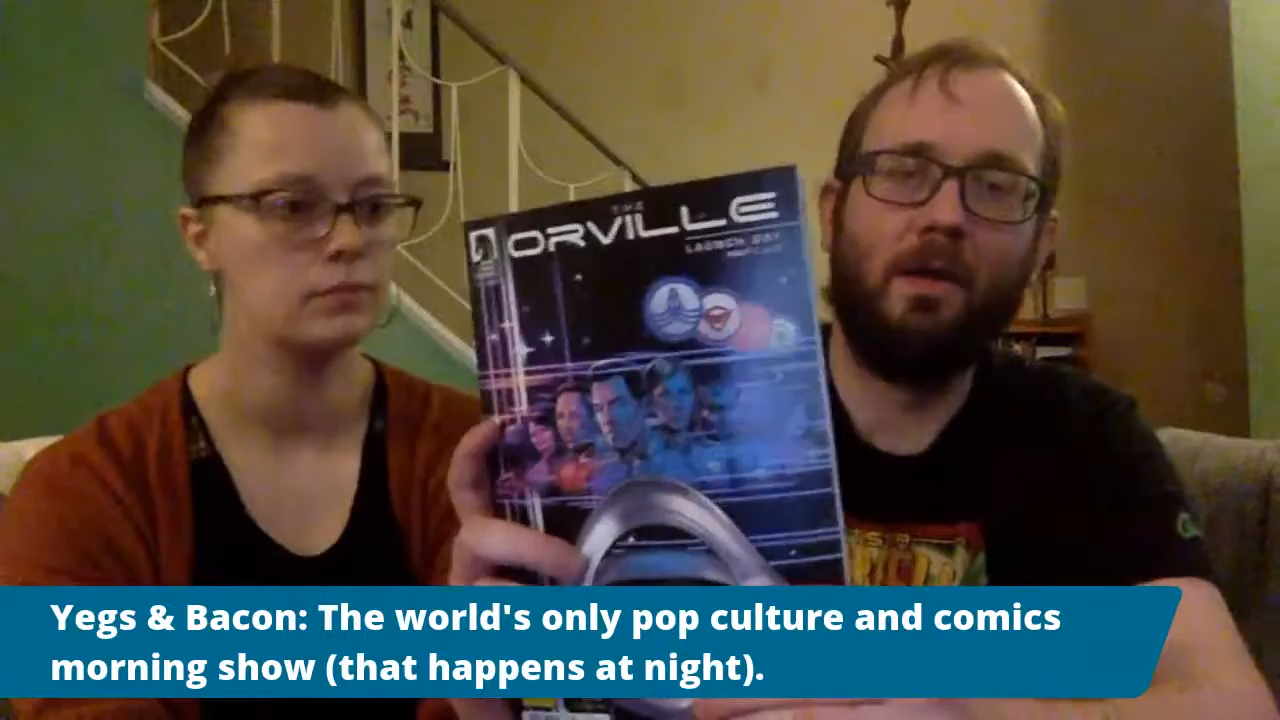 THE
ORVILLE
LAUNCH DAY
Yegs & Bacon: The world's only pop culture and comics
morning show (that happens at night).